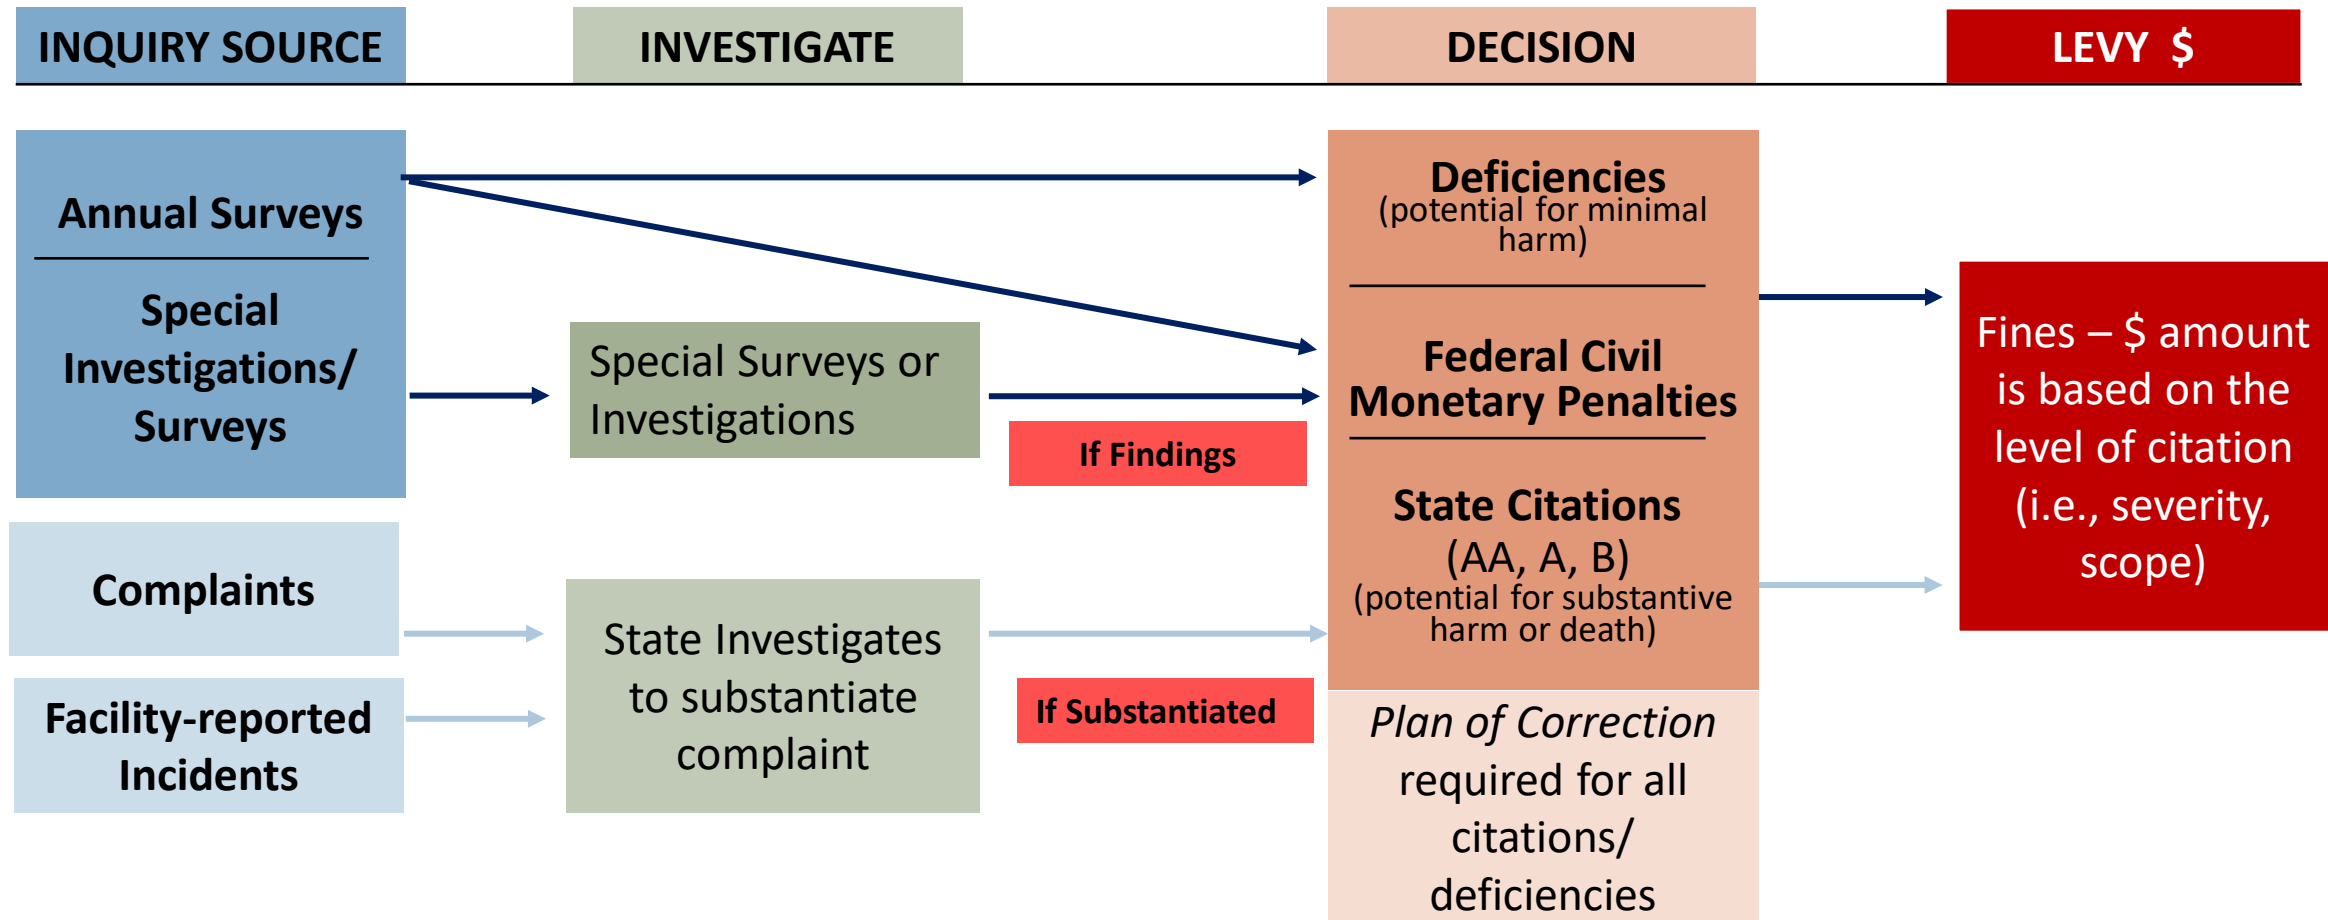 INQUIRY SOURCE
INVESTIGATE
DECISION
LEVY $
Annual Surveys
Special
Investigations/
Surveys
Complaints
Facility-reported
Incidents
Special Surveys or
Investigations
If Findings
State Investigates
to substantiate
complaint
If Substantiated
Deficiencies
(potential for minimal
harm)
Federal Civil
Monetary Penalties
State Citations
(AA, A, B)
(potential for substantive
harm or death)
Plan of Correction
required for all
citations/
deficiencies
Fines – $ amount
is based on the
level of citation
(i.e., severity,
scope)